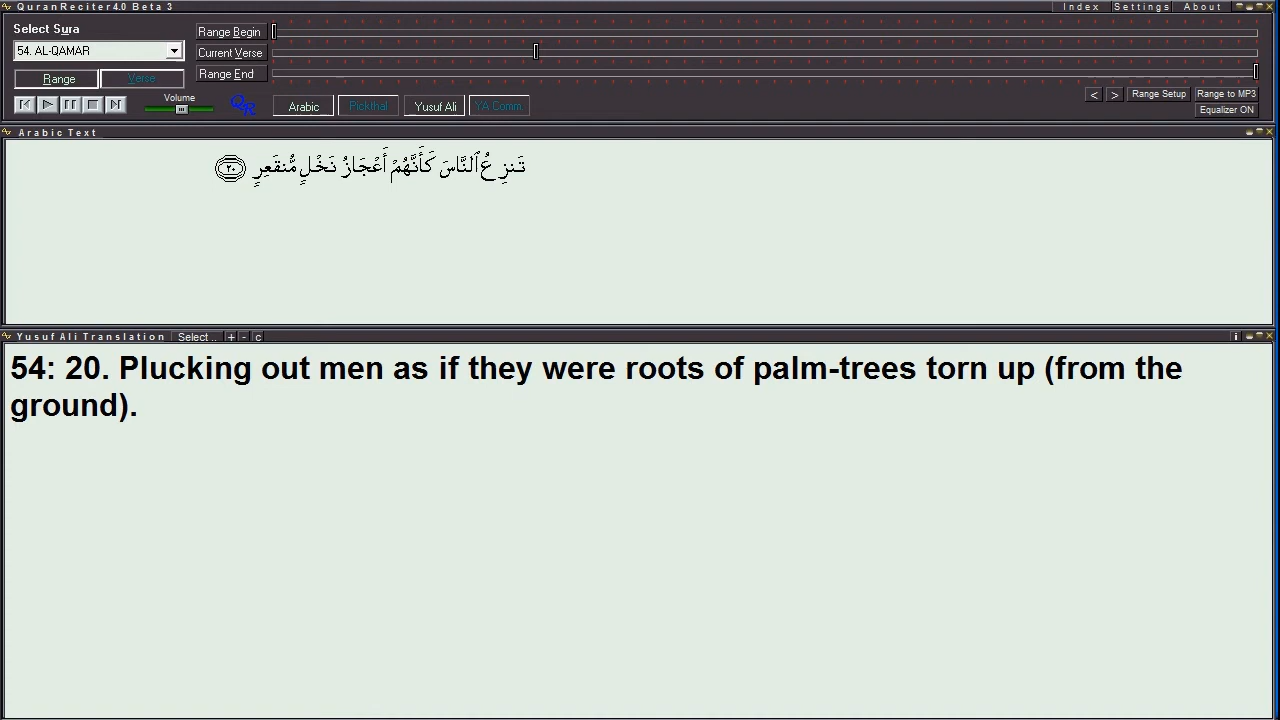 QuranReciter4.0 Beta 3
Index Settings About
Select Sura
54. AL-QAMAR
Range Begin
Current Verse
Range End
Range Verse
Volume
QR
Arabic Pickthal Yusuf Ali YA Comm.
< > Range Setup Range to MP3
Equalizer ON
Arabic Text
تَنزِعُ ٱلنَّاسَ كَأَنَّهُمْ أَعْجَازُ نَخْلٍ مُّنقَعِرٍ ٢٠
Yusuf Ali Translation Select .. + - c i
54: 20. Plucking out men as if they were roots of palm-trees torn up (from the
ground).